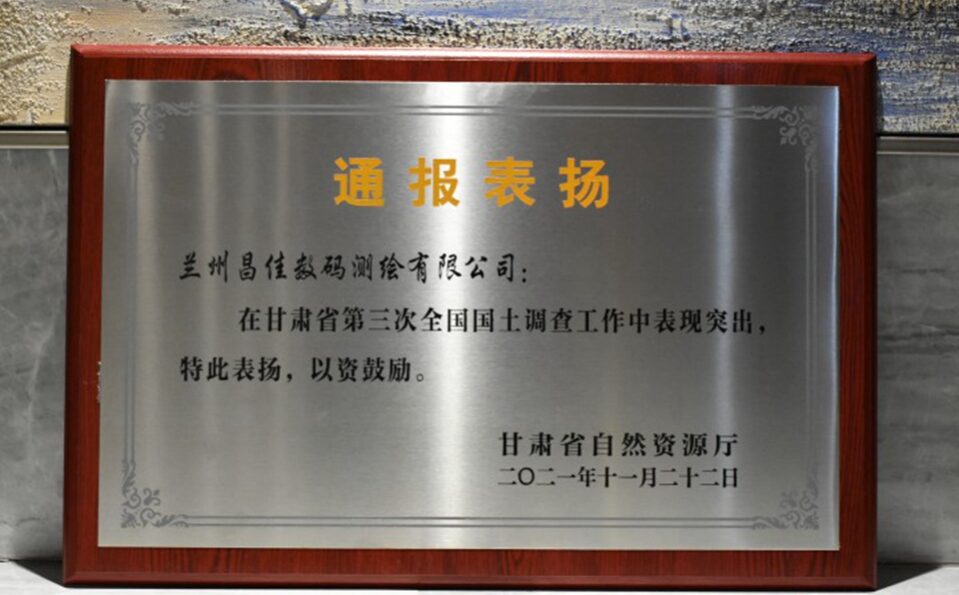 通报表扬
兰州昌佳数码测绘有限公司：
在甘肃省第三次全国国土调查工作中表现突出，
特此表扬，以资鼓励。
甘肃省自然资源厅
二〇二一年十一月二十二日